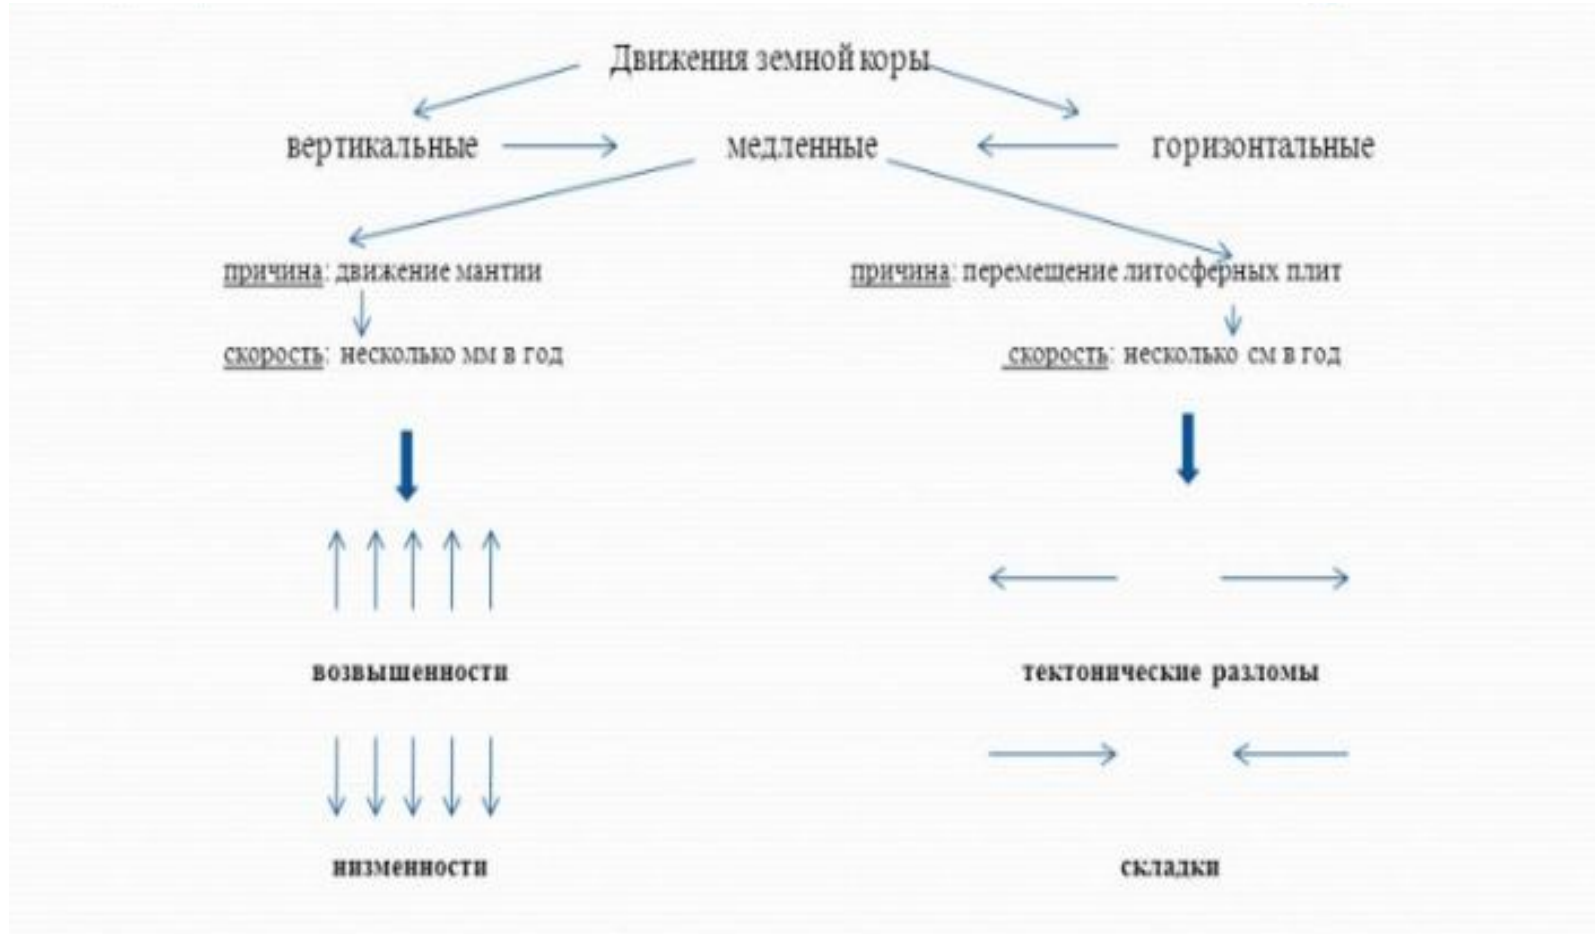 Движения земной коры
вертикальные медленные горизонтальные
причина: движение мантии причина: перемешение литосферных плит
скорость: несколько мм в год скорость: несколько см в год
возвышенности тектонические разломы
низменности складки